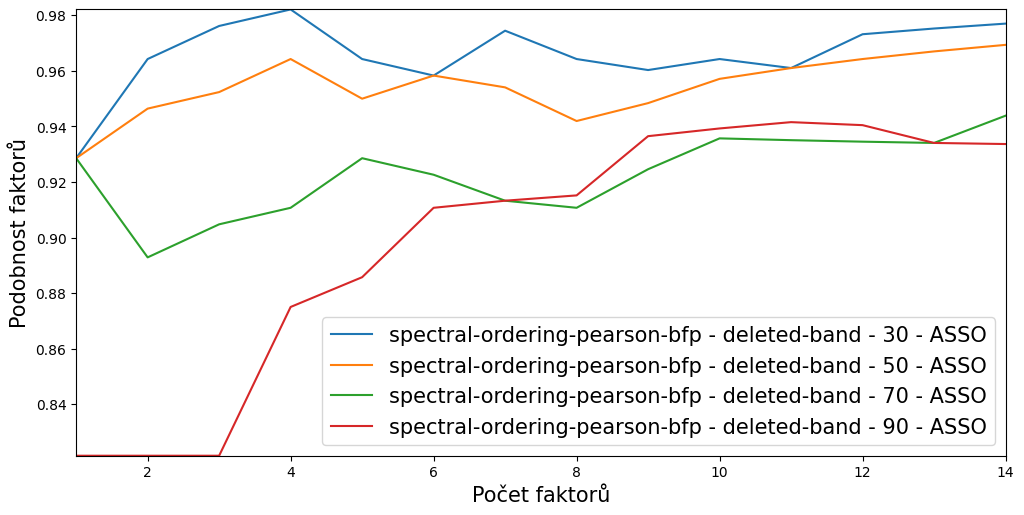 0.98
0.96
0.94
0.92
0.90
0.88
0.86
0.84
Podobnost faktorů
spectral-ordering-pearson-bfp - deleted-band - 30 - ASSO
spectral-ordering-pearson-bfp - deleted-band - 50 - ASSO
spectral-ordering-pearson-bfp - deleted-band - 70 - ASSO
spectral-ordering-pearson-bfp - deleted-band - 90 - ASSO
2 4 6 8 10 12 14
Počet faktorů